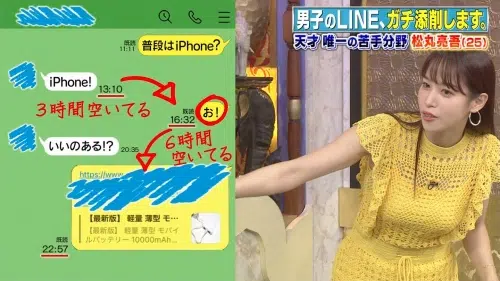 既読
11:11
普段はiPhone?
iPhone!
13:10
3時間空いてる
既読
16:32
お!
いいのある!?
20:35
6時間
空いてる
https://www.
【最新版】 軽量 薄型 モ…
【最新版】 軽量 薄型 モバイ
ルバッテリー 10000mAh…
既読
22:57
男子のLINE、ガチ添削します。
天才 唯一の苦手分野 松丸亮吾(25)